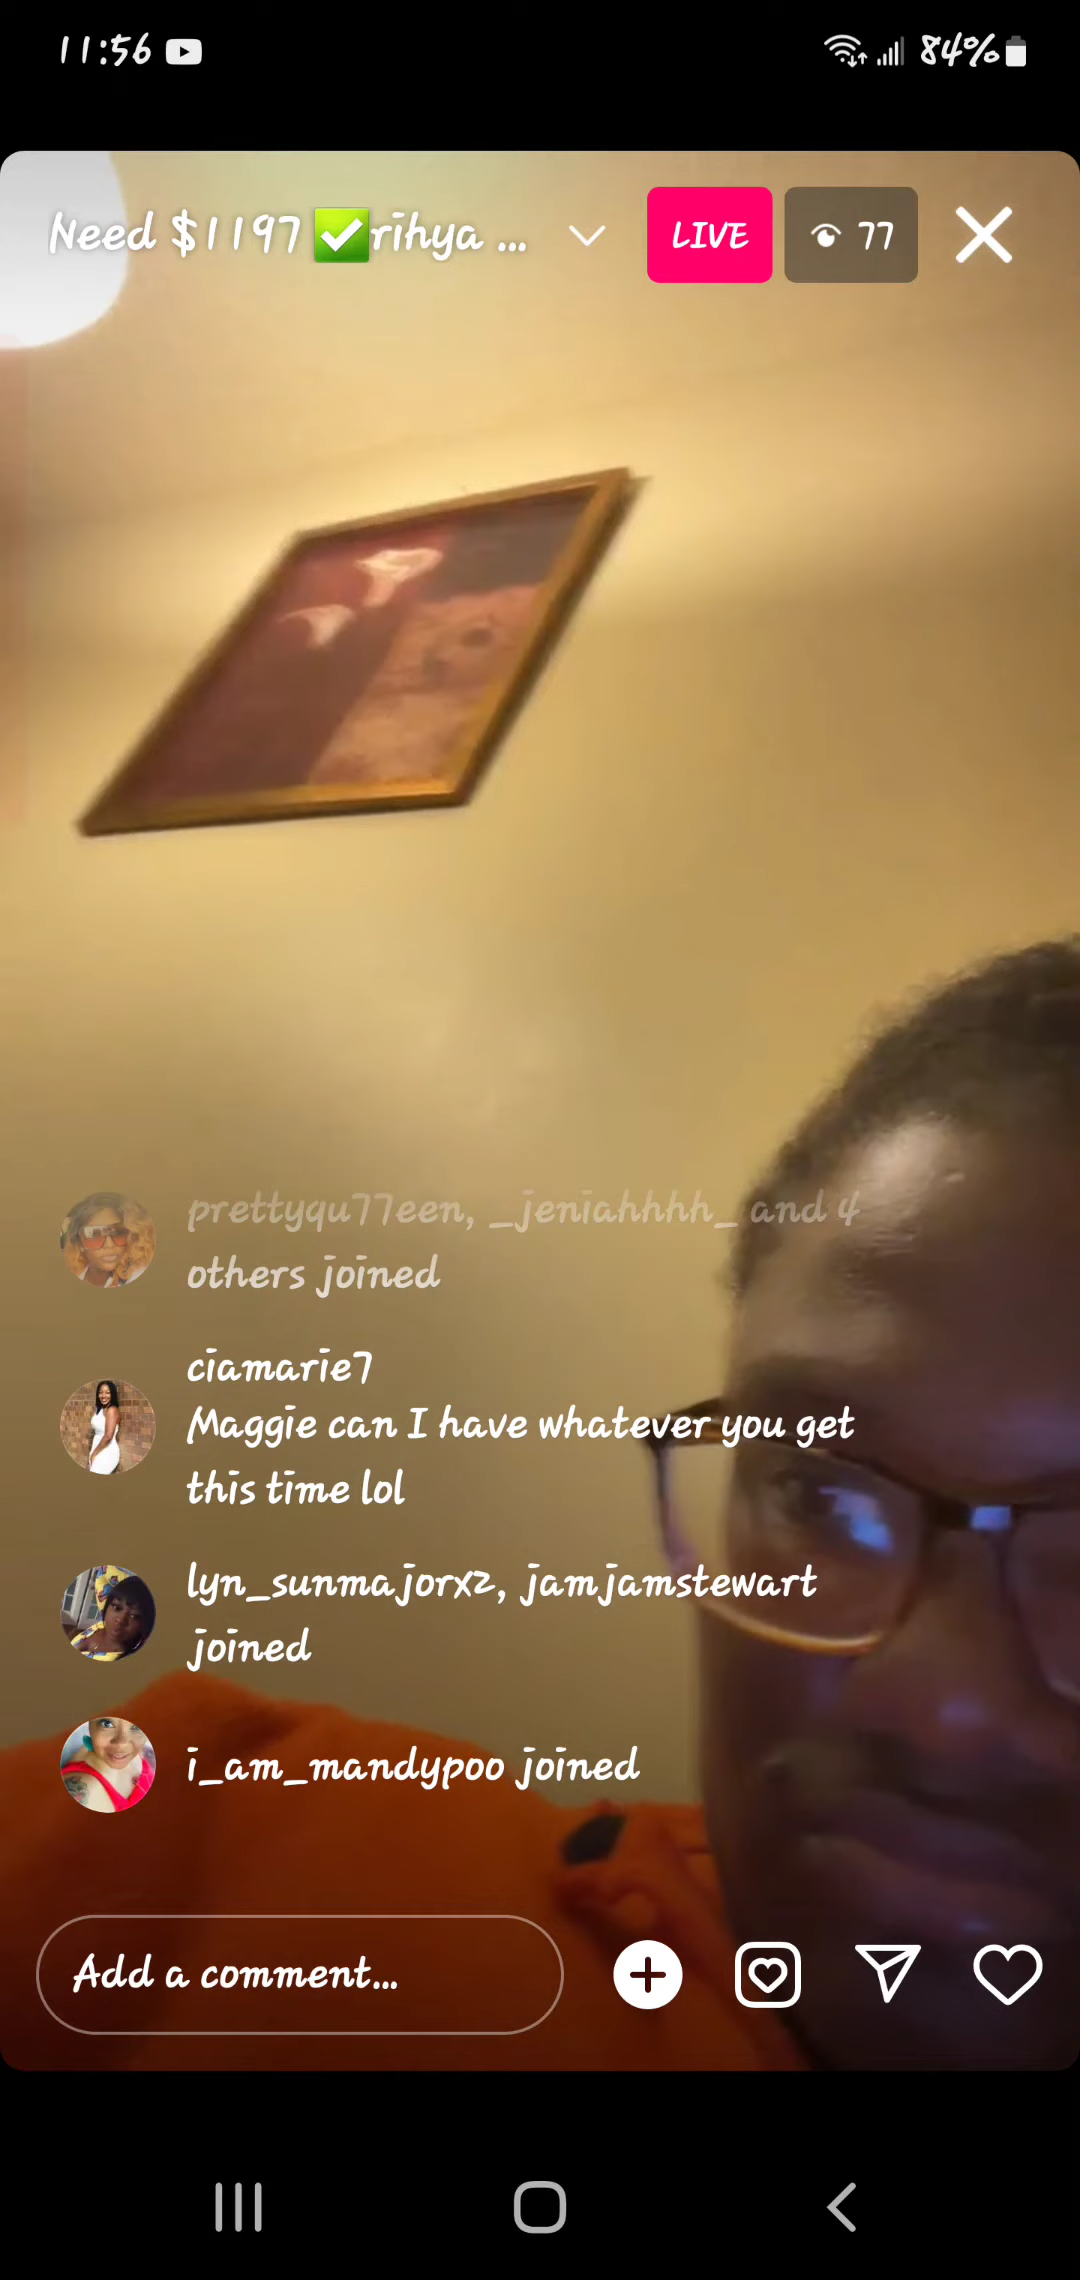 11:56 84%
Need $1197 ✅rihya ... LIVE 77
prettyqu77een, _jeniahhhh_ and 4
others joined
ciamarie7
Maggie can I have whatever you get
this time lol
lyn_sunmajorxz, jamjamstewart
joined
i_am_mandypoo joined
Add a comment...